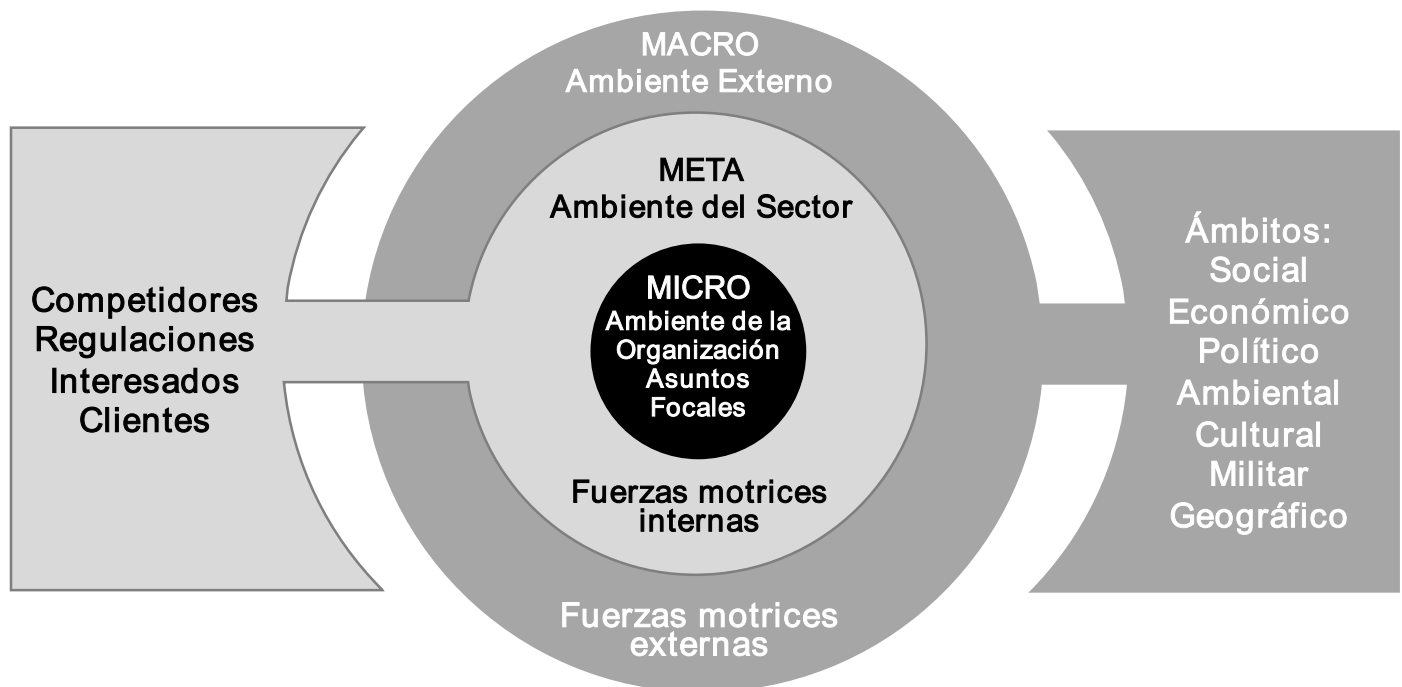 MACRO
Ambiente Externo
META
Ambiente del Sector
MICRO
Ambiente de la
Organización
Asuntos
Focales
Fuerzas motrices
internas
Fuerzas motrices
externas
Competidores
Regulaciones
Interesados
Clientes
Ámbitos:
Social
Económico
Político
Ambiental
Cultural
Militar
Geográfico